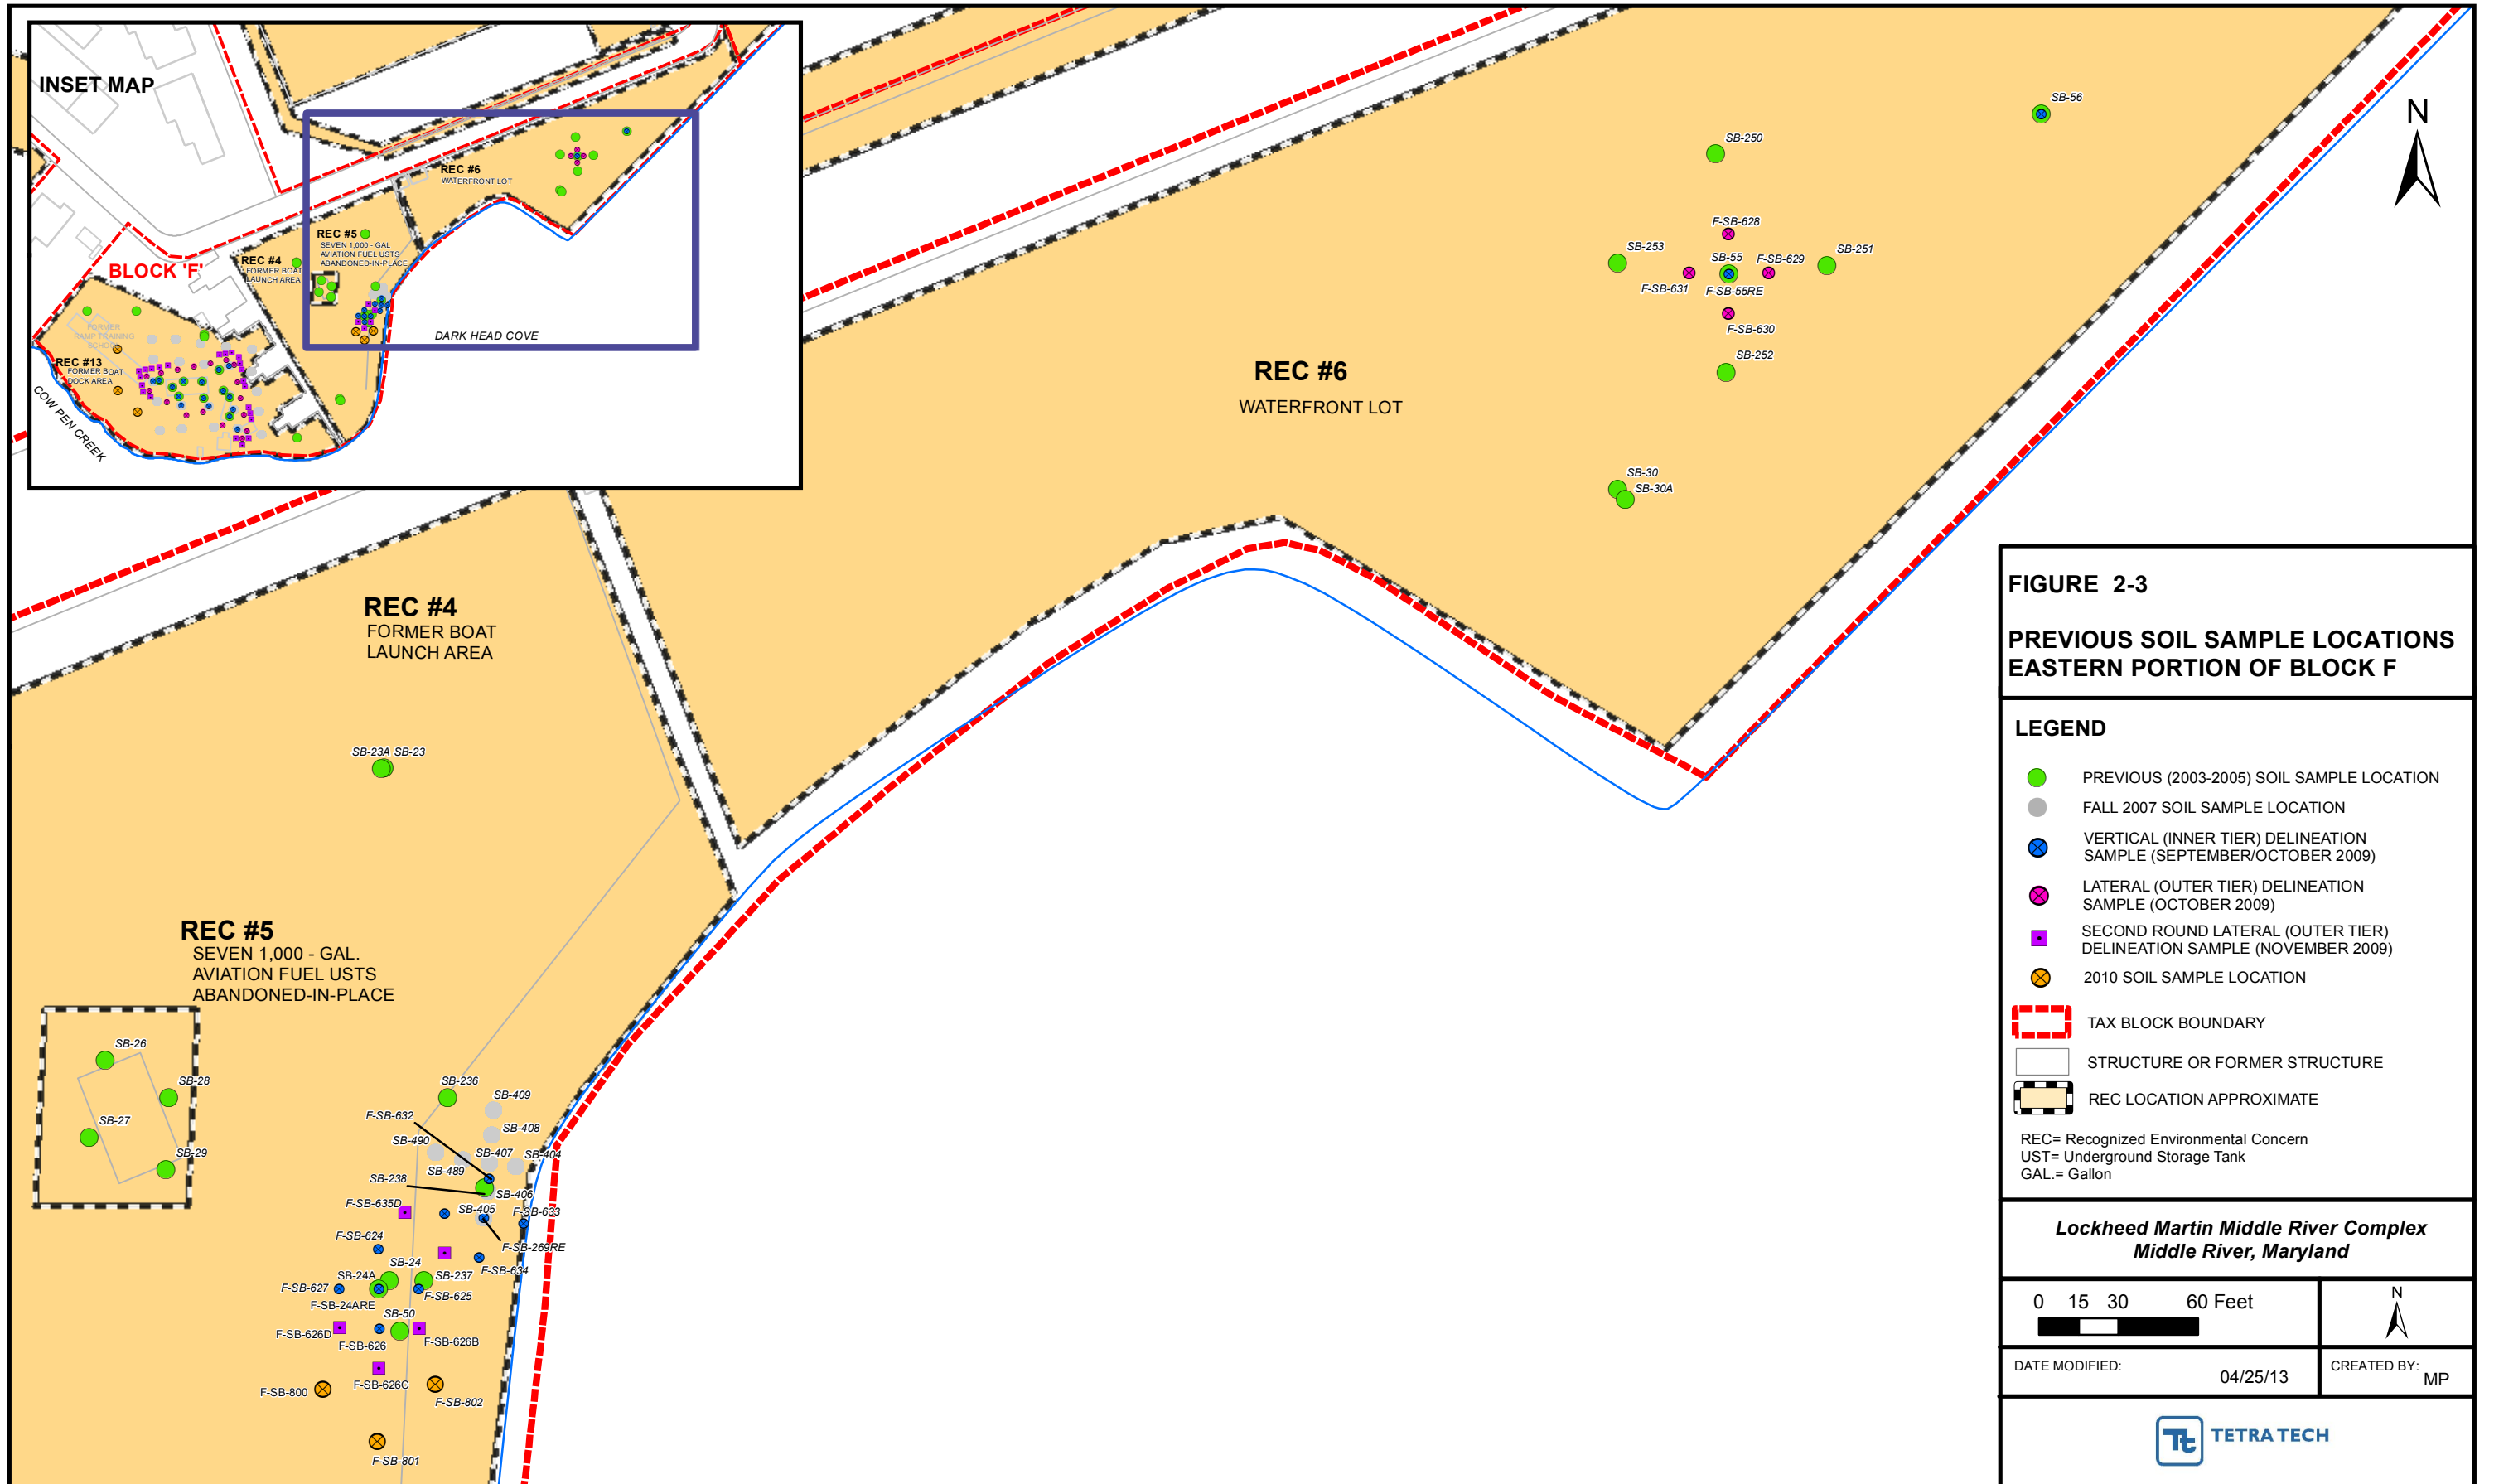 INSET MAP
BLOCK 'F'
REC #6
WATERFRONT LOT
REC #5
SEVEN 1,000 - GAL
AVIATION FUEL USTS
ABANDONED-IN-PLACE
REC #4
FORMER BOAT
LAUNCH AREA
FORMER
RAMP TRAINING
SCHOOL
REC #13
FORMER BOAT
DOCK AREA
DARK HEAD COVE
COW PEN CREEK
SB-56
N
SB-250
F-SB-628
SB-253
SB-55
F-SB-629
SB-251
F-SB-631
F-SB-55RE
F-SB-630
SB-252
REC #6
WATERFRONT LOT
SB-30
SB-30A
REC #4
FORMER BOAT
LAUNCH AREA
SB-23A SB-23
REC #5
SEVEN 1,000 - GAL.
AVIATION FUEL USTS
ABANDONED-IN-PLACE
SB-26
SB-28
SB-27
SB-29
SB-236
SB-409
F-SB-632
SB-408
SB-490
SB-407
SB-404
SB-489
SB-238
SB-406
F-SB-635D
SB-405
F-SB-633
F-SB-624
F-SB-269RE
SB-24
F-SB-634
SB-24A
SB-237
F-SB-627
F-SB-625
F-SB-24ARE
SB-50
F-SB-626D
F-SB-626
F-SB-626B
F-SB-626C
F-SB-800
F-SB-802
F-SB-801
FIGURE 2-3
PREVIOUS SOIL SAMPLE LOCATIONS
EASTERN PORTION OF BLOCK F
LEGEND
PREVIOUS (2003-2005) SOIL SAMPLE LOCATION
FALL 2007 SOIL SAMPLE LOCATION
VERTICAL (INNER TIER) DELINEATION
SAMPLE (SEPTEMBER/OCTOBER 2009)
LATERAL (OUTER TIER) DELINEATION
SAMPLE (OCTOBER 2009)
SECOND ROUND LATERAL (OUTER TIER)
DELINEATION SAMPLE (NOVEMBER 2009)
2010 SOIL SAMPLE LOCATION
TAX BLOCK BOUNDARY
STRUCTURE OR FORMER STRUCTURE
REC LOCATION APPROXIMATE
REC= Recognized Environmental Concern
UST= Underground Storage Tank
GAL.= Gallon
Lockheed Martin Middle River Complex
Middle River, Maryland
0 15 30 60 Feet
N
DATE MODIFIED: 04/25/13
CREATED BY: MP
Tt TETRA TECH